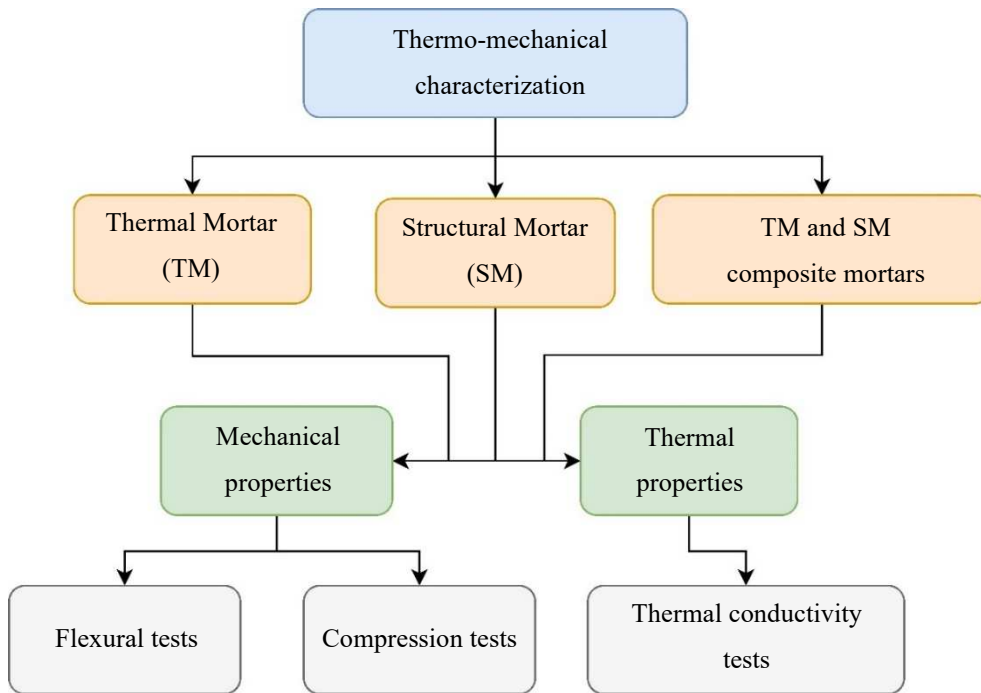 Thermo-mechanical
characterization
Thermal Mortar
(TM)
Structural Mortar
(SM)
TM and SM
composite mortars
Mechanical
properties
Thermal
properties
Flexural tests
Compression tests
Thermal conductivity
tests